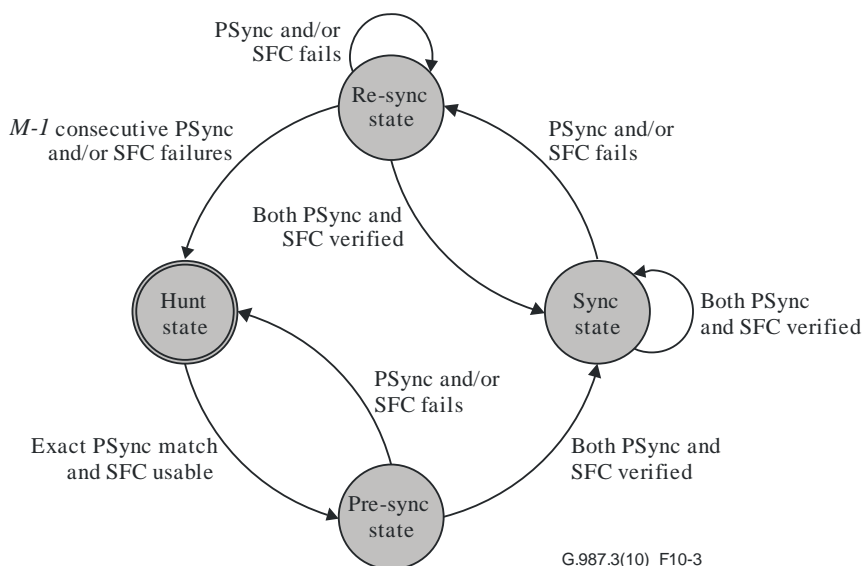 PSync and/or
SFC fails
Re-sync
state
M-1 consecutive PSync
and/or SFC failures
PSync and/or
SFC fails
Both PSync and
SFC verified
Hunt
state
Sync
state
Both PSync
and SFC verified
PSync and/or
SFC fails
Exact PSync match
and SFC usable
Both PSync and
SFC verified
Pre-sync
state
G.987.3(10)_F10-3